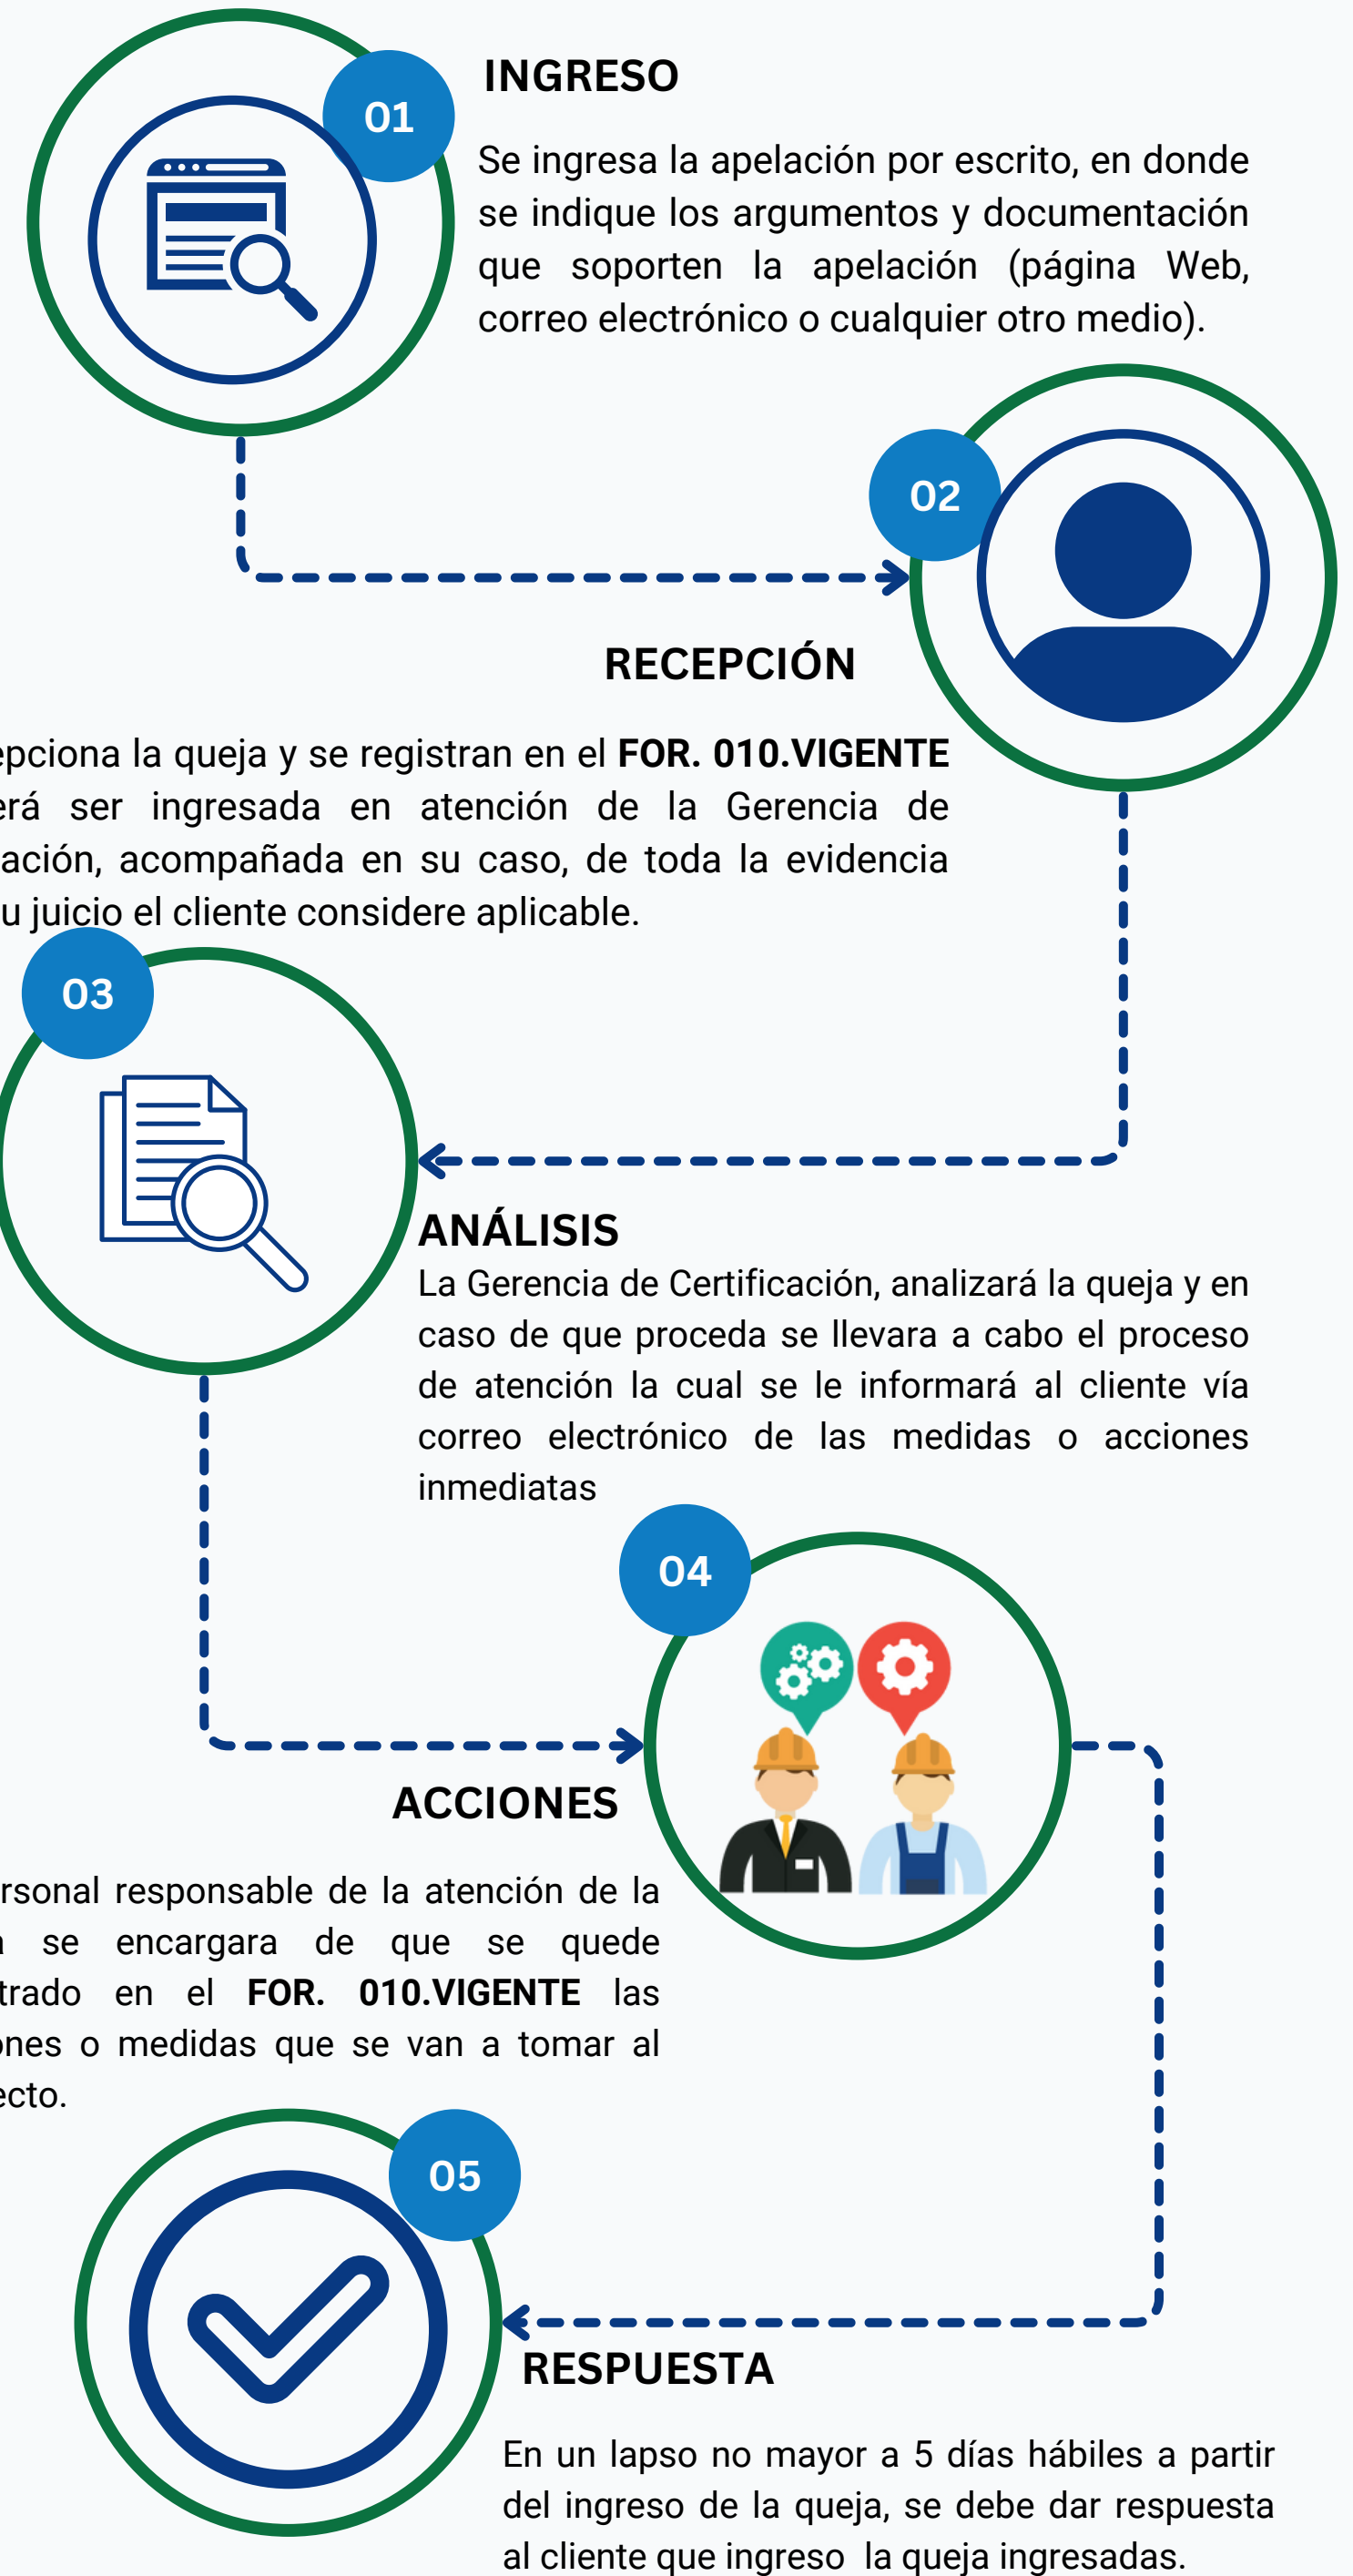 01
INGRESO
Se ingresa la apelación por escrito, en donde
se indique los argumentos y documentación
que soporten la apelación (página Web,
correo electrónico o cualquier otro medio).
02
RECEPCIÓN
epciona la queja y se registran en el FOR. 010.VIGENTE
erá ser ingresada en atención de la Gerencia de
ación, acompañada en su caso, de toda la evidencia
u juicio el cliente considere aplicable.
03
ANÁLISIS
La Gerencia de Certificación, analizará la queja y en
caso de que proceda se llevara a cabo el proceso
de atención la cual se le informará al cliente vía
correo electrónico de las medidas o acciones
inmediatas
04
ACCIONES
rsonal responsable de la atención de la
a se encargara de que se quede
trado en el FOR. 010.VIGENTE las
ones o medidas que se van a tomar al
ecto.
05
RESPUESTA
En un lapso no mayor a 5 días hábiles a partir
del ingreso de la queja, se debe dar respuesta
al cliente que ingreso la queja ingresadas.